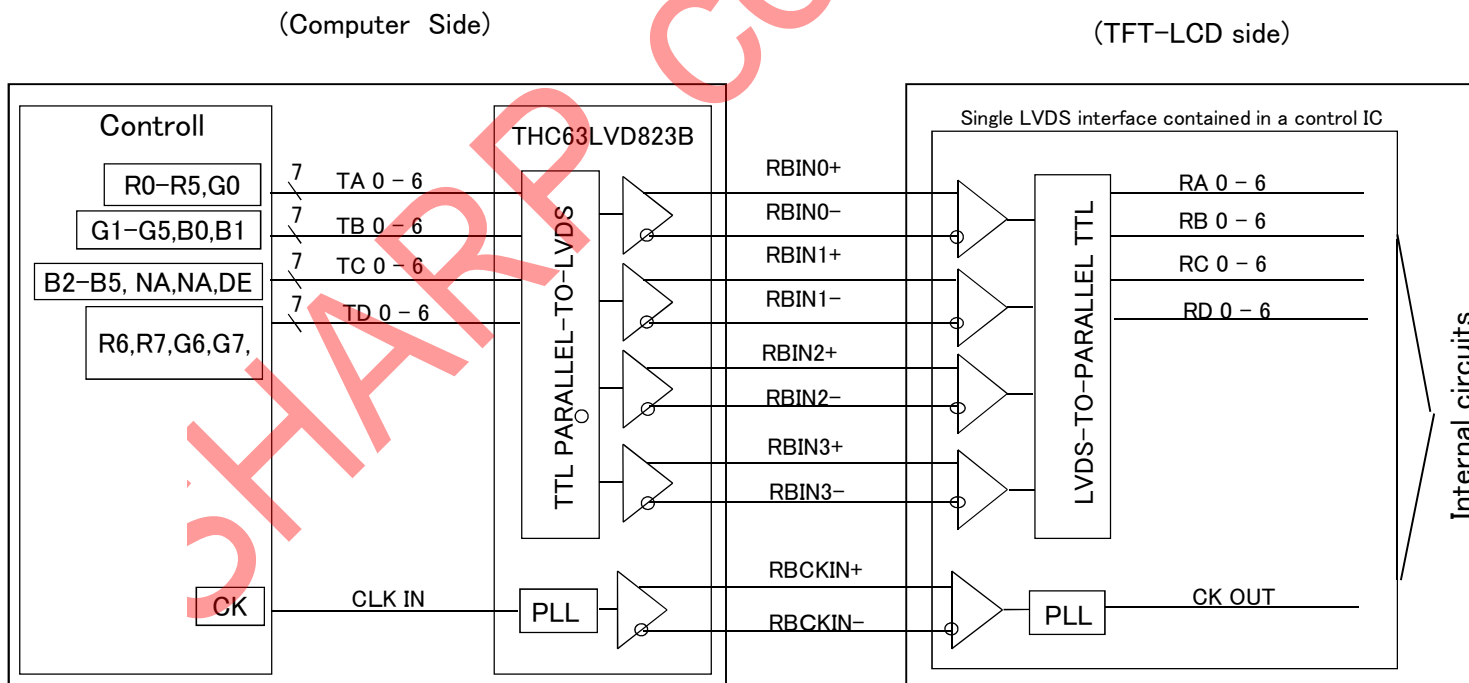 (Computer Side)
(TFT-LCD side)
Controll
THC63LVD823B
Single LVDS interface contained in a control IC
R0-R5,G0
7
TA 0 - 6
RBIN0+
RA 0 - 6
G1-G5,B0,B1
7
TB 0 - 6
RBIN0-
RB 0 - 6
B2-B5, NA,NA,DE
7
TC 0 - 6
RBIN1+
RC 0 - 6
R6,R7,G6,G7,
7
TD 0 - 6
RBIN1-
RD 0 - 6
TTL PARALLEL-TO-LVDS
LVDS-TO-PARALLEL TTL
RBIN2+
RBIN2-
RBIN3+
RBIN3-
Internal circuits
CK
CLK IN
PLL
RBCKIN+
RBCKIN-
PLL
CK OUT
SHARP